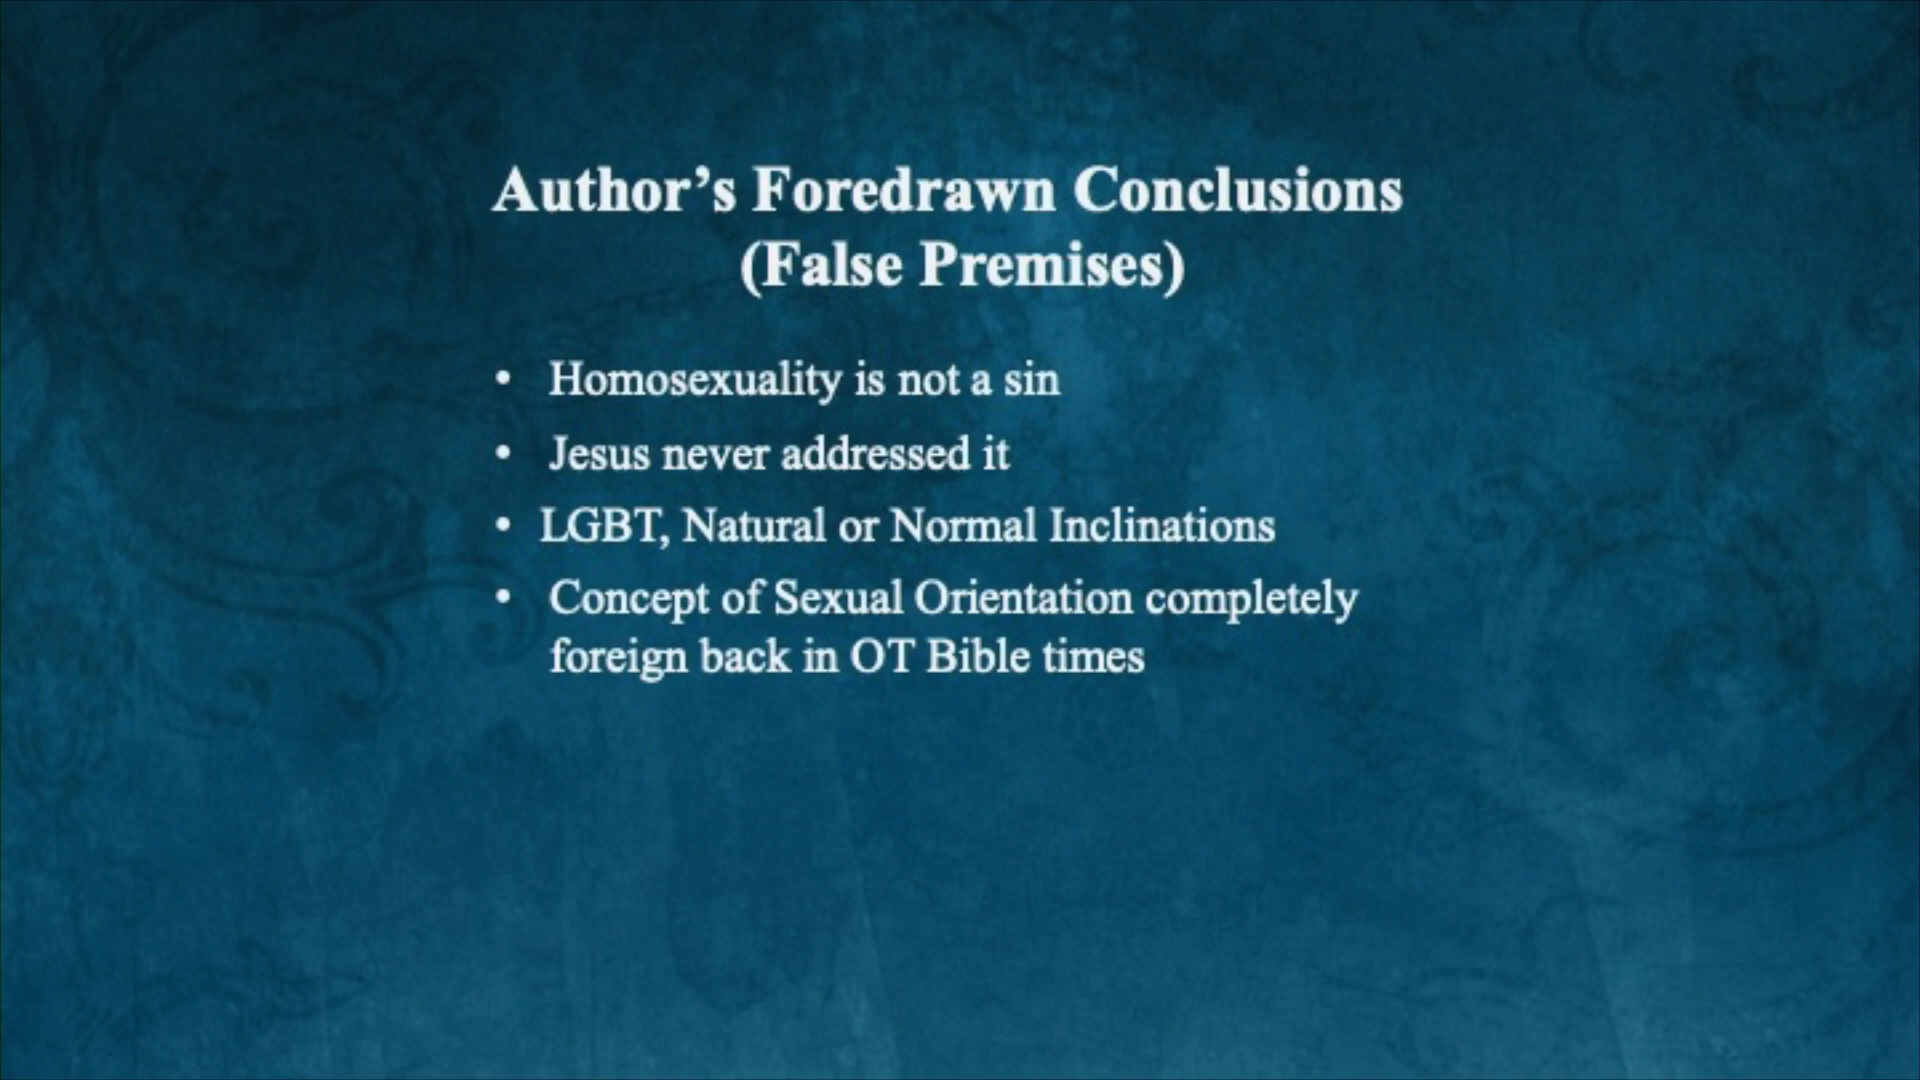 Author’s Foredrawn Conclusions
(False Premises)
• Homosexuality is not a sin
• Jesus never addressed it
• LGBT, Natural or Normal Inclinations
• Concept of Sexual Orientation completely
foreign back in OT Bible times